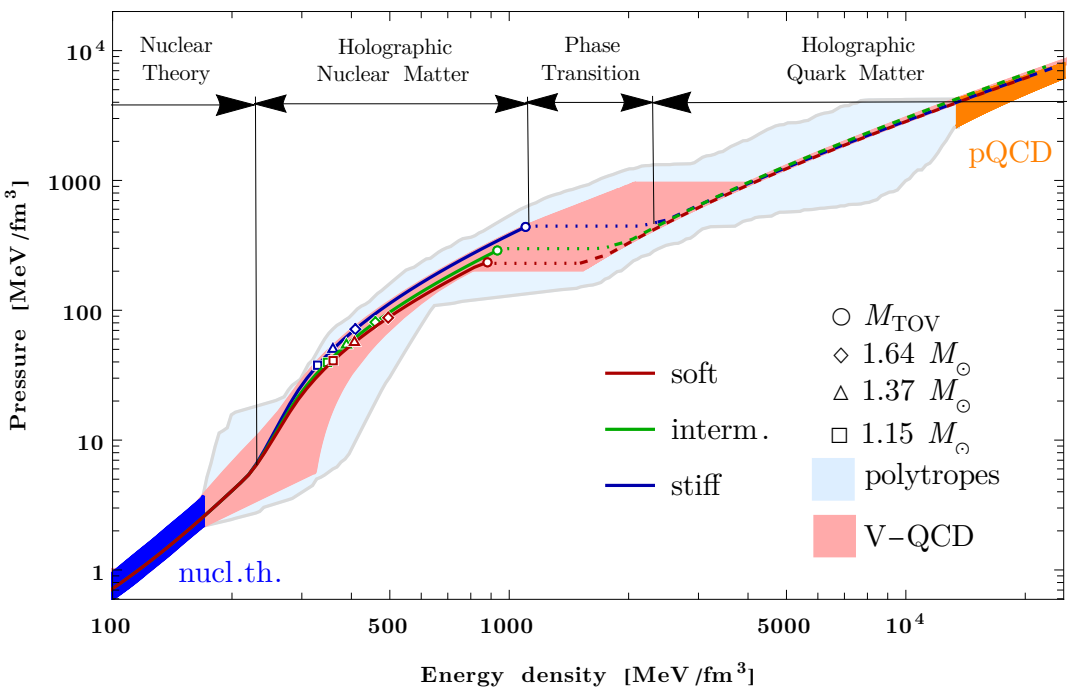 Nuclear
Theory
Holographic
Nuclear Matter
Phase
Transition
Holographic
Quark Matter
10⁴
1000
100
10
1
Pressure [MeV/fm³]
pQCD
nucl.th.
soft
interm.
stiff
M_TOV
1.64 M_⊙
1.37 M_⊙
1.15 M_⊙
polytropes
V-QCD
100 500 1000 5000 10⁴
Energy density [MeV/fm³]